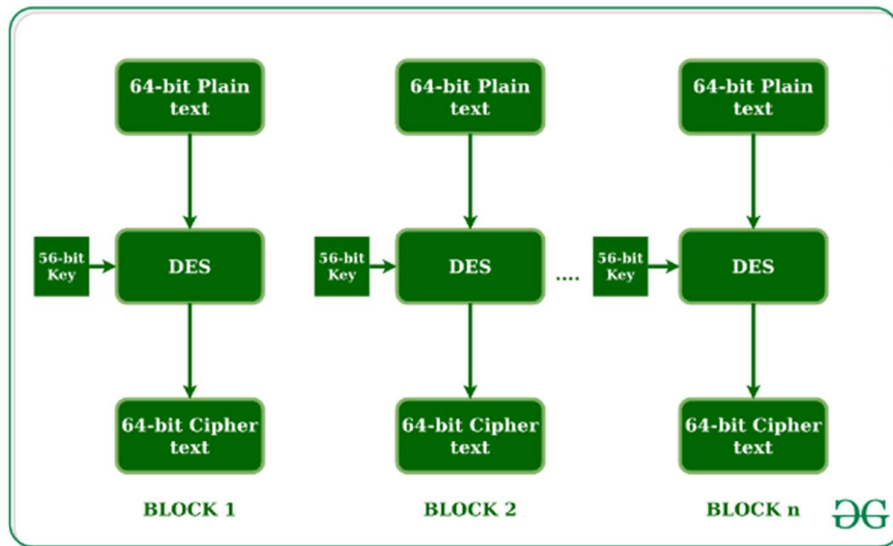 64-bit Plain
text
64-bit Plain
text
64-bit Plain
text
56-bit
Key
DES
56-bit
Key
DES
....
56-bit
Key
DES
64-bit Cipher
text
64-bit Cipher
text
64-bit Cipher
text
BLOCK 1
BLOCK 2
BLOCK n